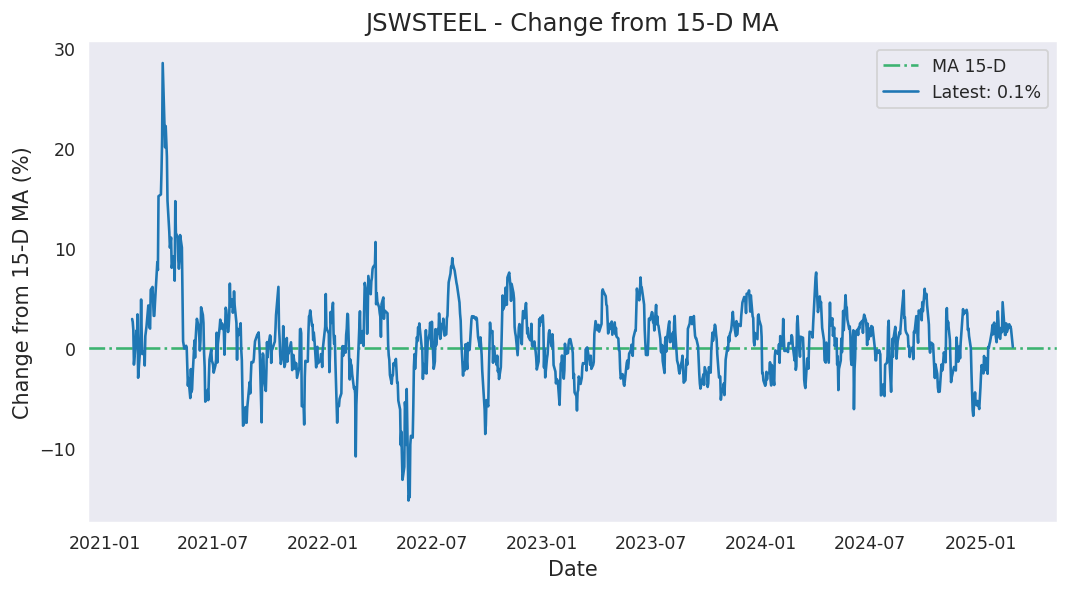 JSWSTEEL - Change from 15-D MA
MA 15-D
Latest: 0.1%
Change from 15-D MA (%)
30
20
10
0
−10
2021-01 2021-07 2022-01 2022-07 2023-01 2023-07 2024-01 2024-07 2025-01
Date